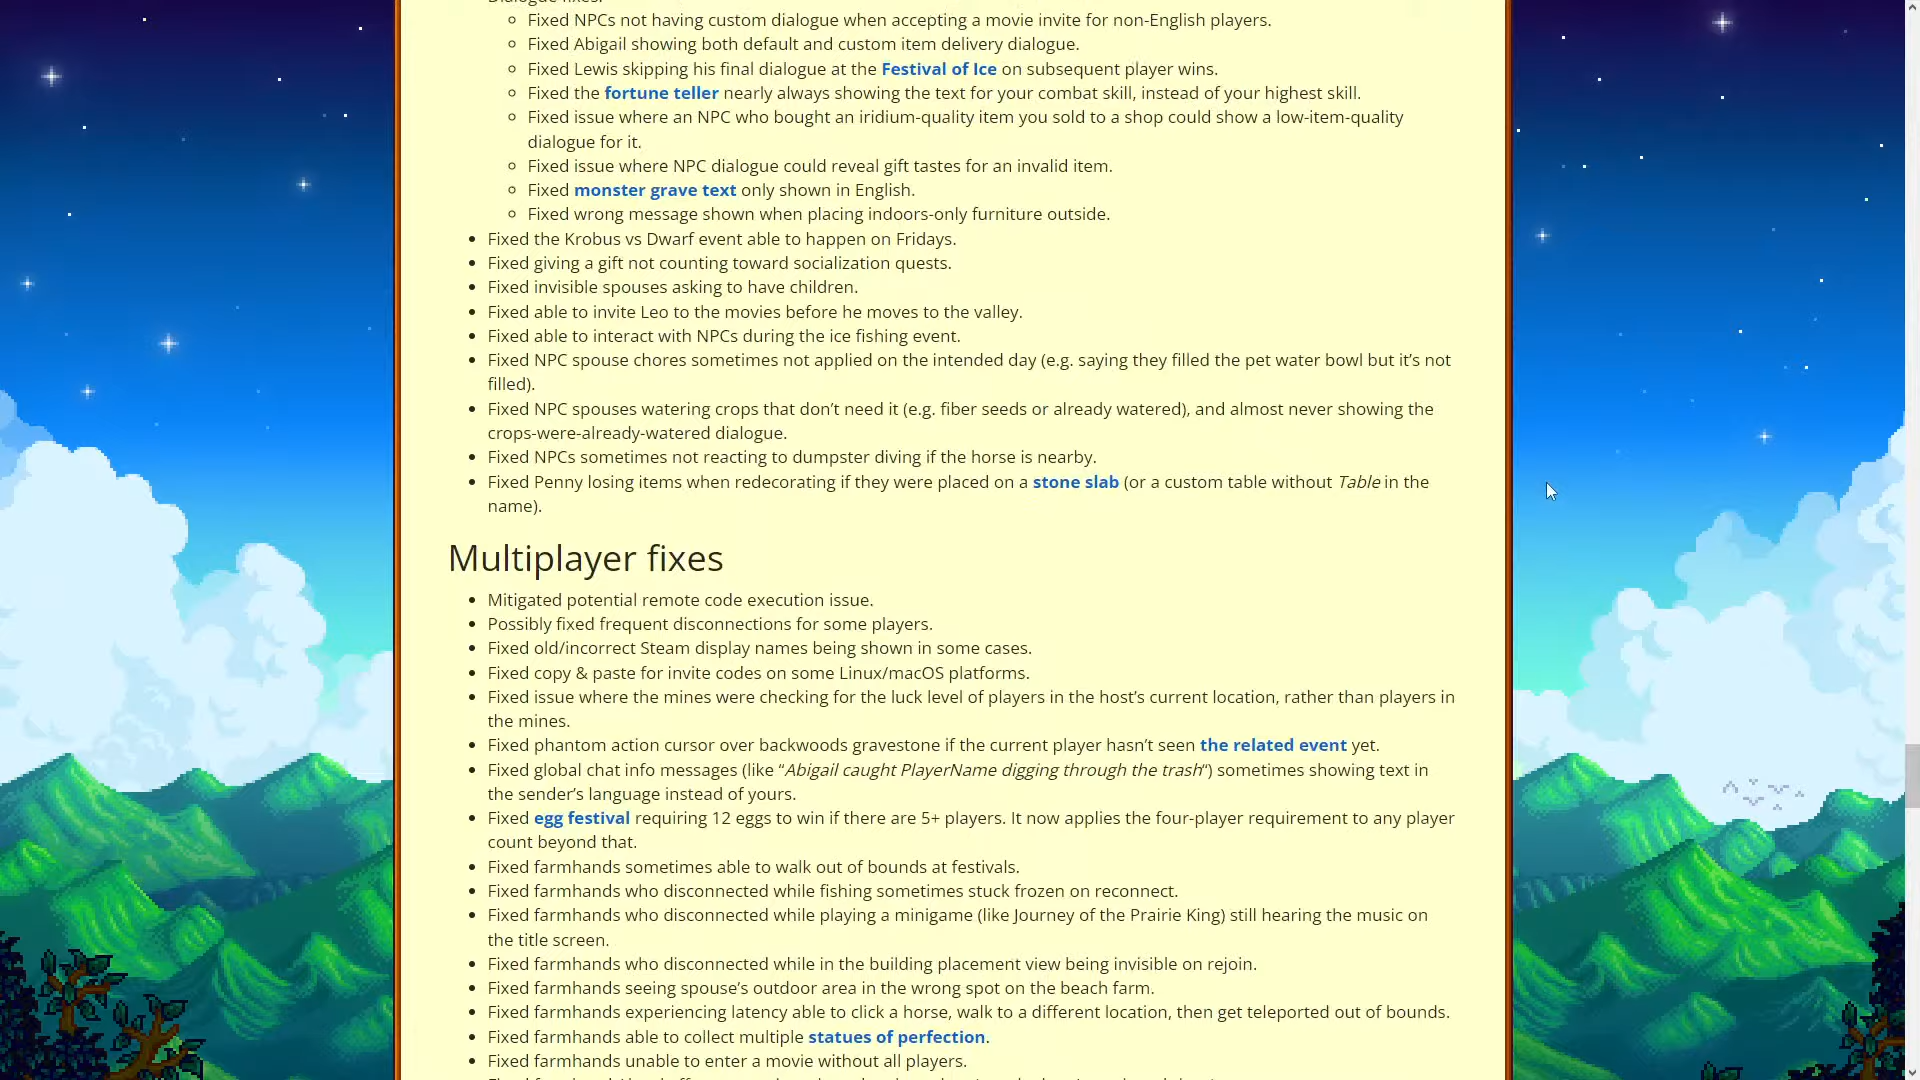 Dialogue fixes:
Fixed NPCs not having custom dialogue when accepting a movie invite for non-English players.
Fixed Abigail showing both default and custom item delivery dialogue.
Fixed Lewis skipping his final dialogue at the Festival of Ice on subsequent player wins.
Fixed the fortune teller nearly always showing the text for your combat skill, instead of your highest skill.
Fixed issue where an NPC who bought an iridium-quality item you sold to a shop could show a low-item-quality
dialogue for it.
Fixed issue where NPC dialogue could reveal gift tastes for an invalid item.
Fixed monster grave text only shown in English.
Fixed wrong message shown when placing indoors-only furniture outside.
Fixed the Krobus vs Dwarf event able to happen on Fridays.
Fixed giving a gift not counting toward socialization quests.
Fixed invisible spouses asking to have children.
Fixed able to invite Leo to the movies before he moves to the valley.
Fixed able to interact with NPCs during the ice fishing event.
Fixed NPC spouse chores sometimes not applied on the intended day (e.g. saying they filled the pet water bowl but it’s not
filled).
Fixed NPC spouses watering crops that don’t need it (e.g. fiber seeds or already watered), and almost never showing the
crops-were-already-watered dialogue.
Fixed NPCs sometimes not reacting to dumpster diving if the horse is nearby.
Fixed Penny losing items when redecorating if they were placed on a stone slab (or a custom table without Table in the
name).
Multiplayer fixes
Mitigated potential remote code execution issue.
Possibly fixed frequent disconnections for some players.
Fixed old/incorrect Steam display names being shown in some cases.
Fixed copy & paste for invite codes on some Linux/macOS platforms.
Fixed issue where the mines were checking for the luck level of players in the host’s current location, rather than players in
the mines.
Fixed phantom action cursor over backwoods gravestone if the current player hasn’t seen the related event yet.
Fixed global chat info messages (like “Abigail caught PlayerName digging through the trash“) sometimes showing text in
the sender’s language instead of yours.
Fixed egg festival requiring 12 eggs to win if there are 5+ players. It now applies the four-player requirement to any player
count beyond that.
Fixed farmhands sometimes able to walk out of bounds at festivals.
Fixed farmhands who disconnected while fishing sometimes stuck frozen on reconnect.
Fixed farmhands who disconnected while playing a minigame (like Journey of the Prairie King) still hearing the music on
the title screen.
Fixed farmhands who disconnected while in the building placement view being invisible on rejoin.
Fixed farmhands seeing spouse’s outdoor area in the wrong spot on the beach farm.
Fixed farmhands experiencing latency able to click a horse, walk to a different location, then get teleported out of bounds.
Fixed farmhands able to collect multiple statues of perfection.
Fixed farmhands unable to enter a movie without all players.